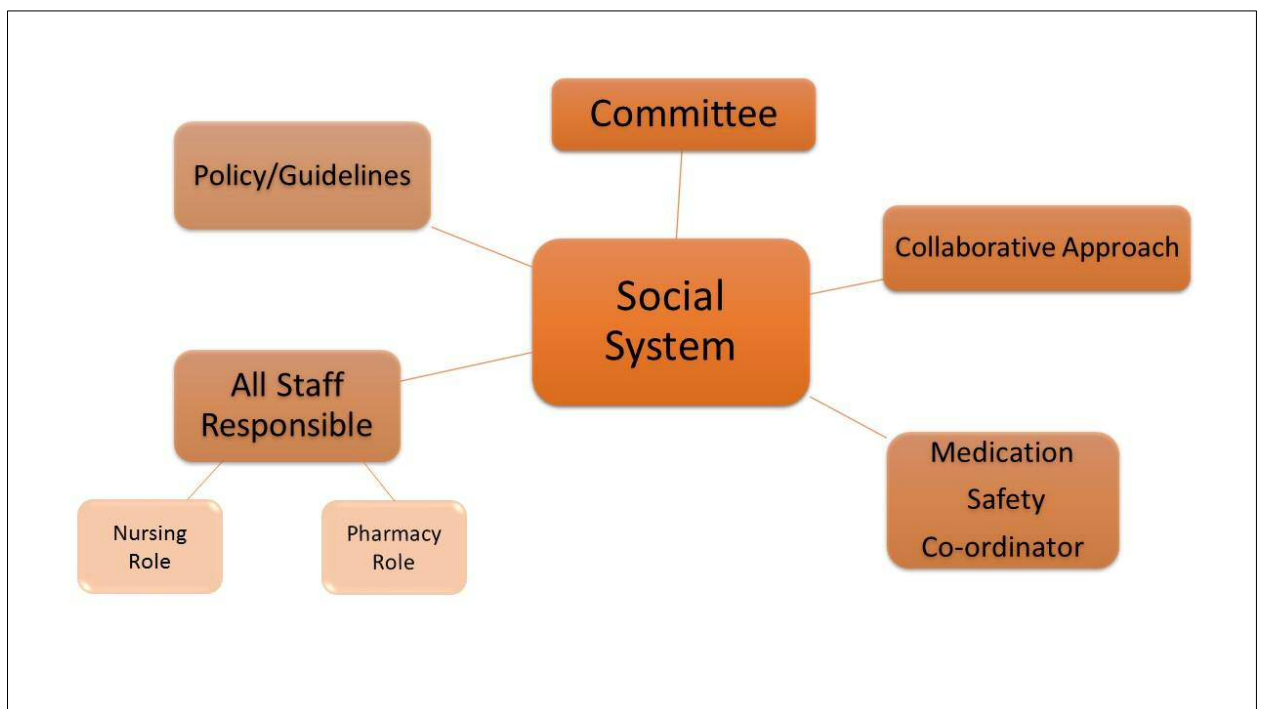 Committee
Policy/Guidelines
Collaborative Approach
Social
System
All Staff
Responsible
Medication
Safety
Co-ordinator
Nursing
Role
Pharmacy
Role